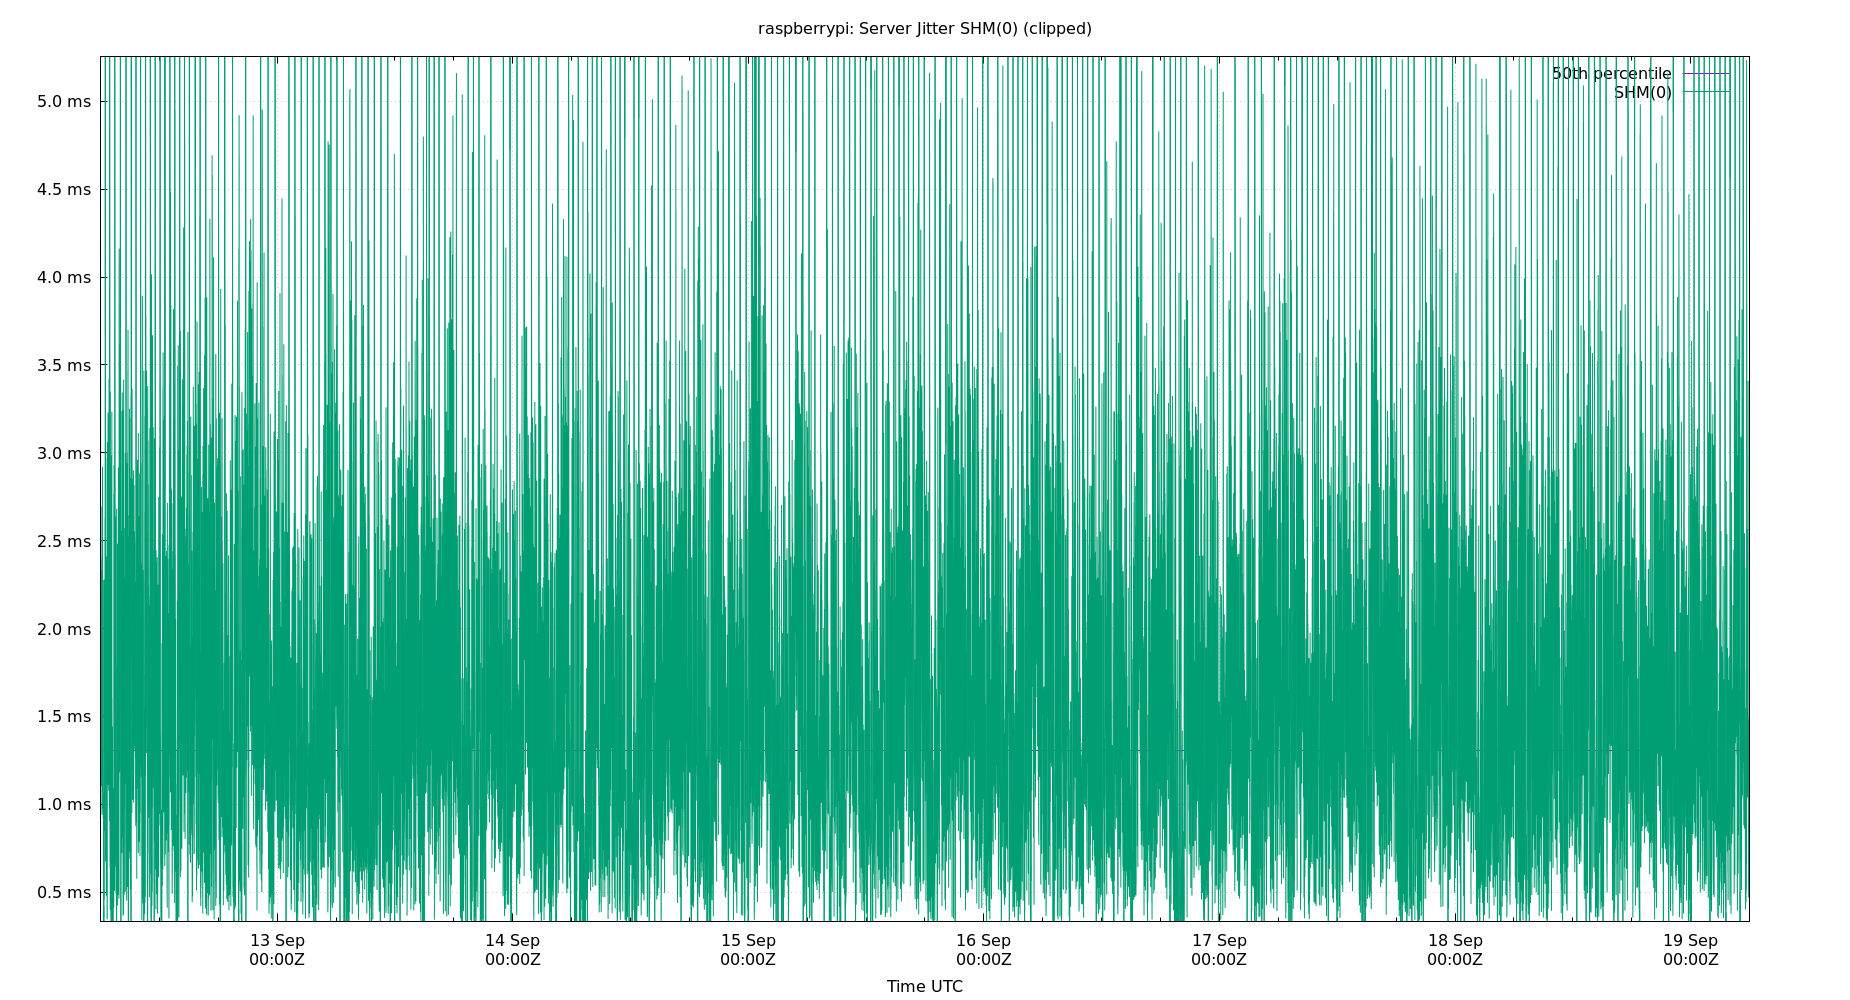 raspberrypi: Server Jitter SHM(0) (clipped)
50th percentile
SHM(0)
5.0 ms
4.5 ms
4.0 ms
3.5 ms
3.0 ms
2.5 ms
2.0 ms
1.5 ms
1.0 ms
0.5 ms
13 Sep 14 Sep 15 Sep 16 Sep 17 Sep 18 Sep 19 Sep
00:00Z 00:00Z 00:00Z 00:00Z 00:00Z 00:00Z 00:00Z
Time UTC